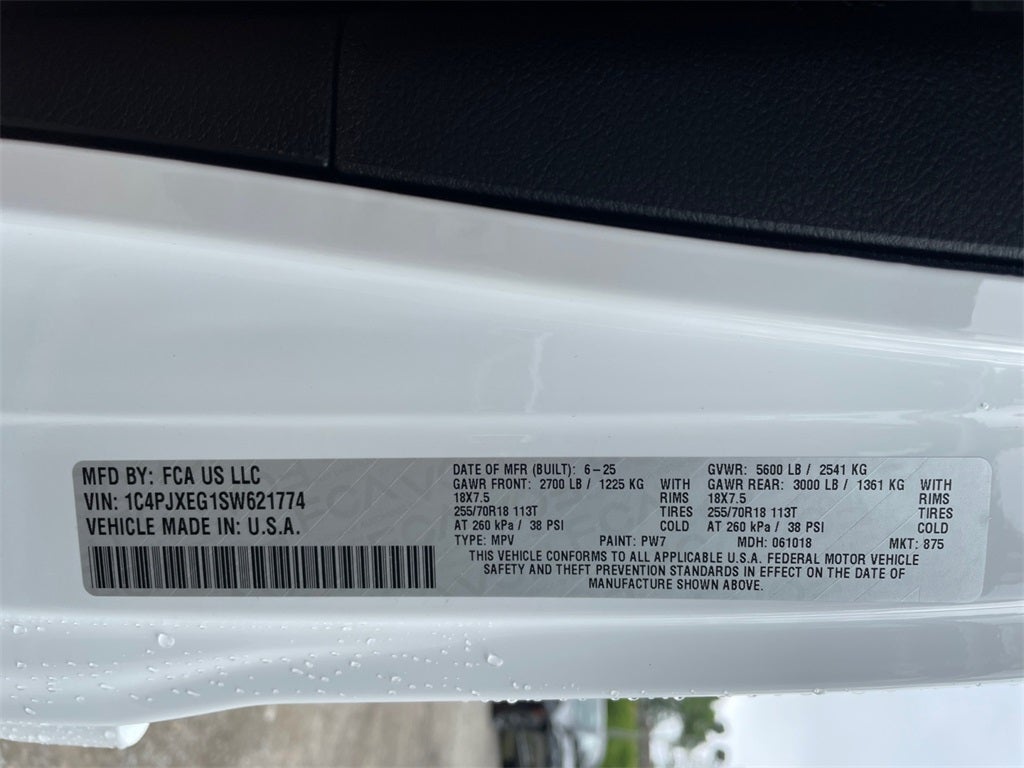 MFD BY: FCA US LLC
VIN: 1C4PJXEG1SW621774
VEHICLE MADE IN: U.S.A.
DATE OF MFR (BUILT): 6-25
GAWR FRONT: 2700 LB / 1225 KG WITH
18X7.5 RIMS
255/70R18 113T TIRES
AT 260 kPa / 38 PSI COLD
GVWR: 5600 LB / 2541 KG
GAWR REAR: 3000 LB / 1361 KG WITH
18X7.5 RIMS
255/70R18 113T TIRES
AT 260 kPa / 38 PSI COLD
TYPE: MPV PAINT: PW7 MDH: 061018 MKT: 875
THIS VEHICLE CONFORMS TO ALL APPLICABLE U.S.A. FEDERAL MOTOR VEHICLE
SAFETY AND THEFT PREVENTION STANDARDS IN EFFECT ON THE DATE OF
MANUFACTURE SHOWN ABOVE.